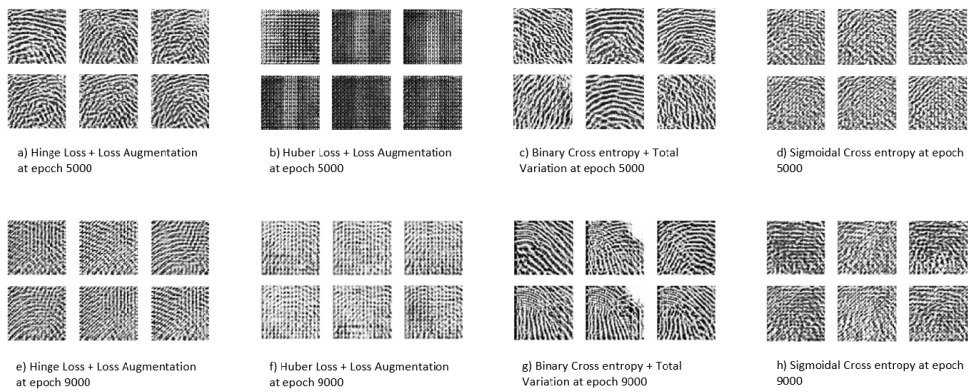 a) Hinge Loss + Loss Augmentation
at epoch 5000
b) Huber Loss + Loss Augmentation
at epoch 5000
c) Binary Cross entropy + Total
Variation at epoch 5000
d) Sigmoidal Cross entropy at epoch
5000
e) Hinge Loss + Loss Augmentation
at epoch 9000
f) Huber Loss + Loss Augmentation
at epoch 9000
g) Binary Cross entropy + Total
Variation at epoch 9000
h) Sigmoidal Cross entropy at epoch
9000